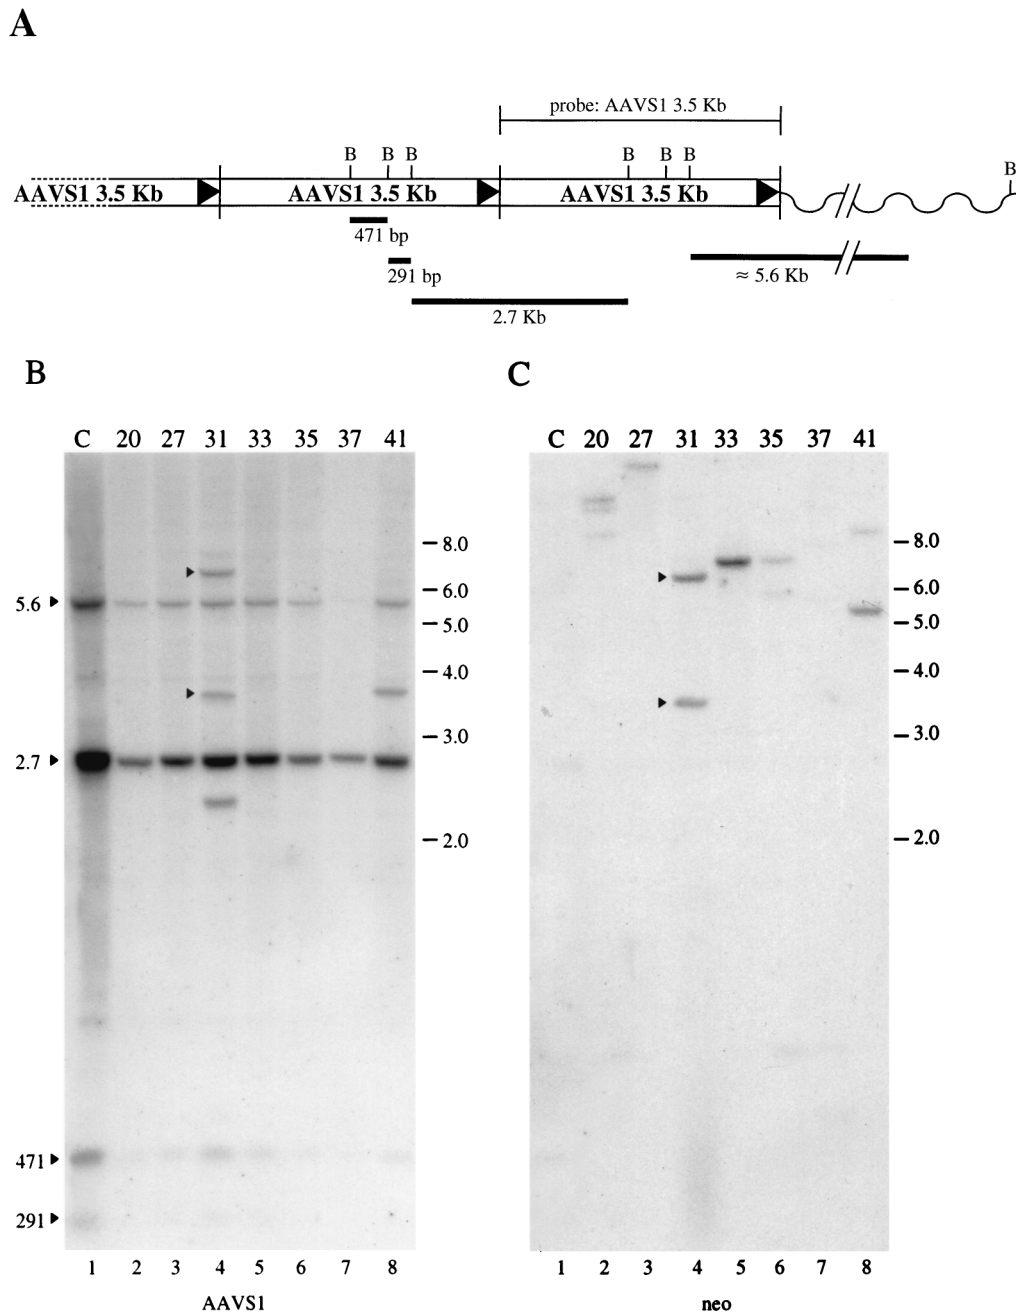 A
probe: AAVS1 3.5 Kb
B B B B B B B
AAVS1 3.5 Kb AAVS1 3.5 Kb AAVS1 3.5 Kb
471 bp
291 bp
≈ 5.6 Kb
2.7 Kb
B
C 20 27 31 33 35 37 41
8.0
6.0
5.6
5.0
4.0
3.0
2.7
2.0
471
291
1 2 3 4 5 6 7 8
AAVS1
C
C 20 27 31 33 35 37 41
8.0
6.0
5.0
4.0
3.0
2.0
1 2 3 4 5 6 7 8
neo